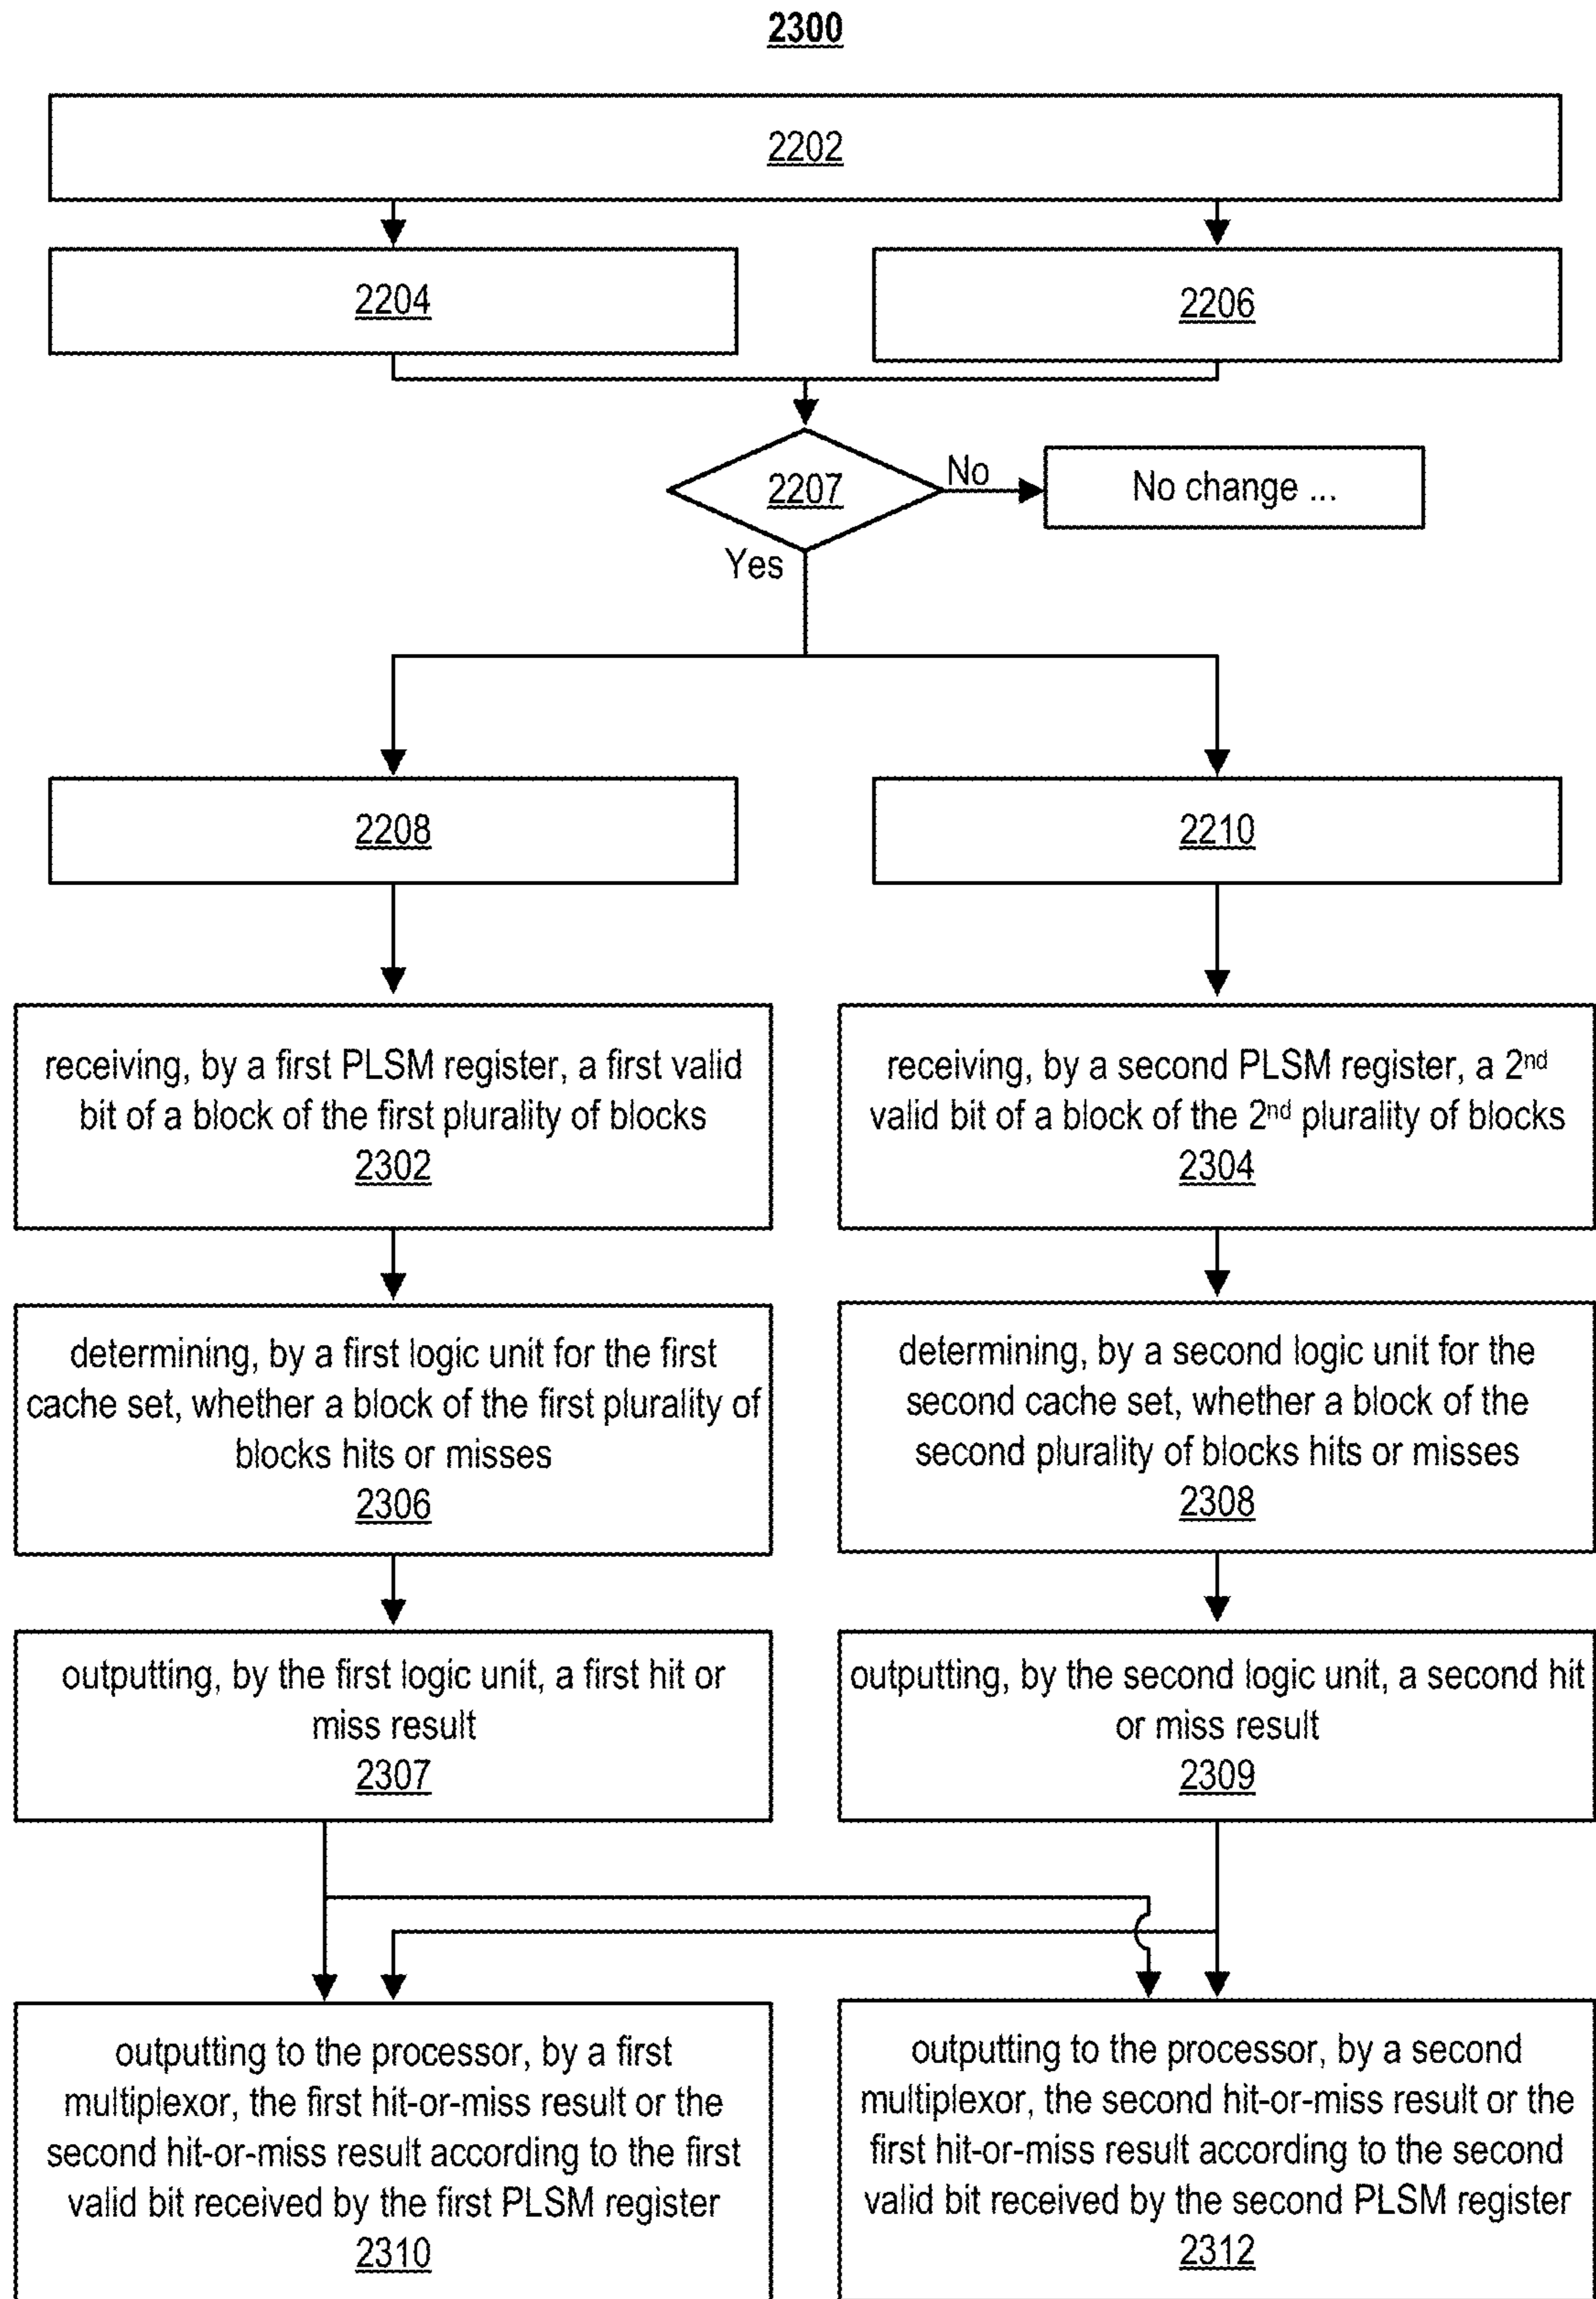 2300
2202
2204
2206
2207
No
No change ...
Yes
2208
2210
receiving, by a first PLSM register, a first valid
bit of a block of the first plurality of blocks
2302
receiving, by a second PLSM register, a 2nd
valid bit of a block of the 2nd plurality of blocks
2304
determining, by a first logic unit for the first
cache set, whether a block of the first plurality of
blocks hits or misses
2306
determining, by a second logic unit for the
second cache set, whether a block of the
second plurality of blocks hits or misses
2308
outputting, by the first logic unit, a first hit or
miss result
2307
outputting, by the second logic unit, a second hit
or miss result
2309
outputting to the processor, by a first
multiplexor, the first hit-or-miss result or the
second hit-or-miss result according to the first
valid bit received by the first PLSM register
2310
outputting to the processor, by a second
multiplexor, the second hit-or-miss result or the
first hit-or-miss result according to the second
valid bit received by the second PLSM register
2312